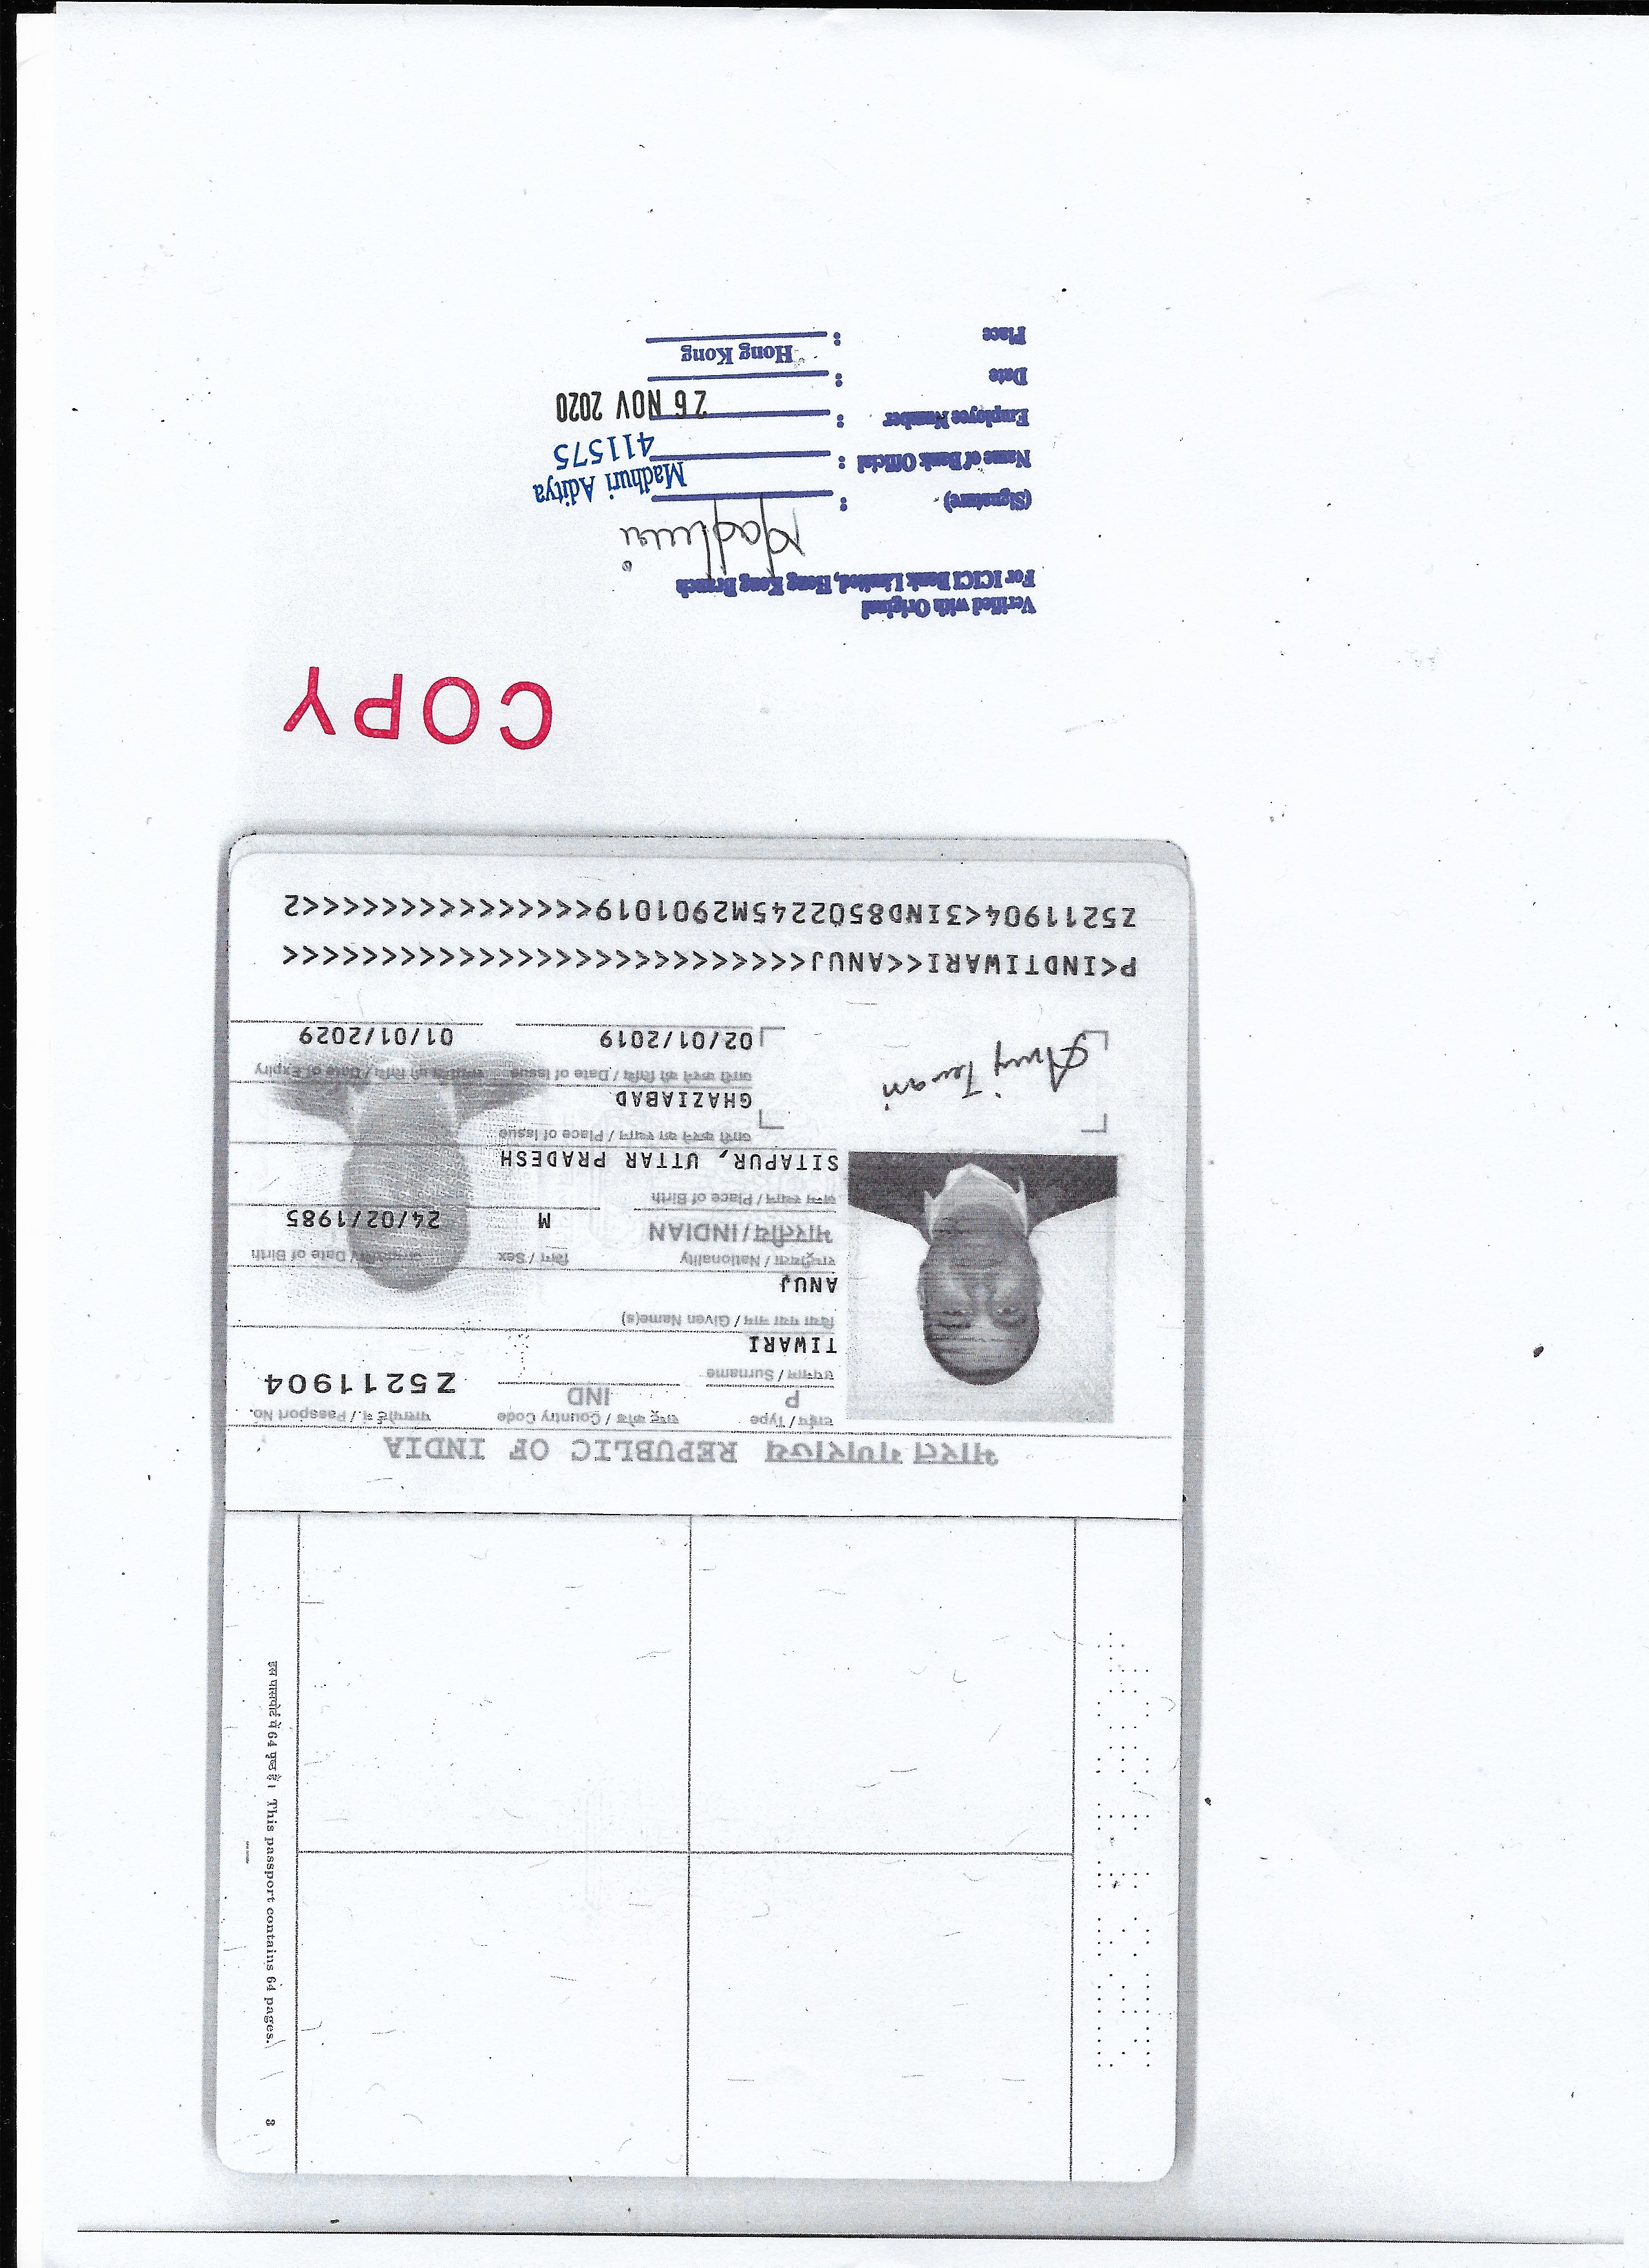 इस पासपोर्ट में 64 पृष्ठ हैं। This passport contains 64 pages.
3
भारत गणराज्य REPUBLIC OF INDIA
टाईप / Type
राष्ट्र कोड / Country Code
पासपोर्ट नं. / Passport No.
P
IND
Z5211904
उपनाम / Surname
TIWARI
दिया गया नाम / Given Name(s)
ANUJ
राष्ट्रीयता / Nationality
लिंग / Sex
जन्मतिथि / Date of Birth
भारतीय/INDIAN
M
24/02/1985
जन्म स्थान / Place of Birth
SITAPUR, UTTAR PRADESH
जारी करने का स्थान / Place of Issue
GHAZIABAD
जारी करने की तिथि / Date of Issue
समाप्ति की तिथि / Date of Expiry
02/01/2019
01/01/2029
Anuj Tewari
P<INDTIWARI<<ANUJ<<<<<<<<<<<<<<<<<<<<<<<<<<<
Z5211904<3IND8502245M2901019<<<<<<<<<<<<<<<2
COPY
Verified with Original
For ICICI Bank Limited, Hong Kong Branch
Madhuri
(Signature) :
Madhuri Aditya
Name of Bank Official :
411575
Employee Number :
26 NOV 2020
Date :
Hong Kong
Place :